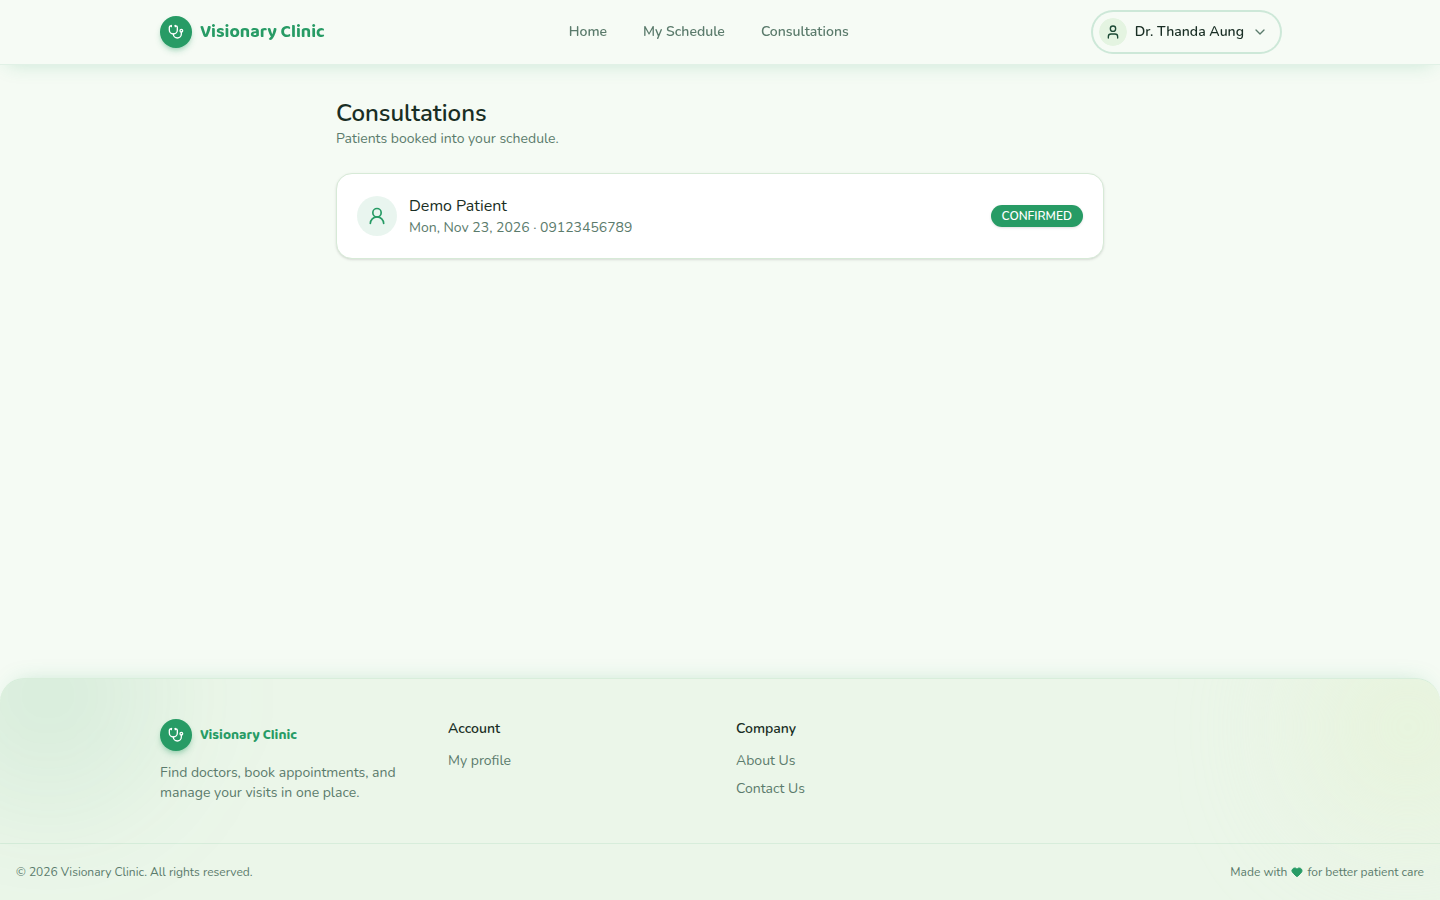 Visionary Clinic
Home
My Schedule
Consultations
Dr. Thanda Aung
Consultations
Patients booked into your schedule.
Demo Patient
Mon, Nov 23, 2026 · 09123456789
CONFIRMED
Visionary Clinic
Find doctors, book appointments, and
manage your visits in one place.
Account
My profile
Company
About Us
Contact Us
© 2026 Visionary Clinic. All rights reserved.
Made with for better patient care